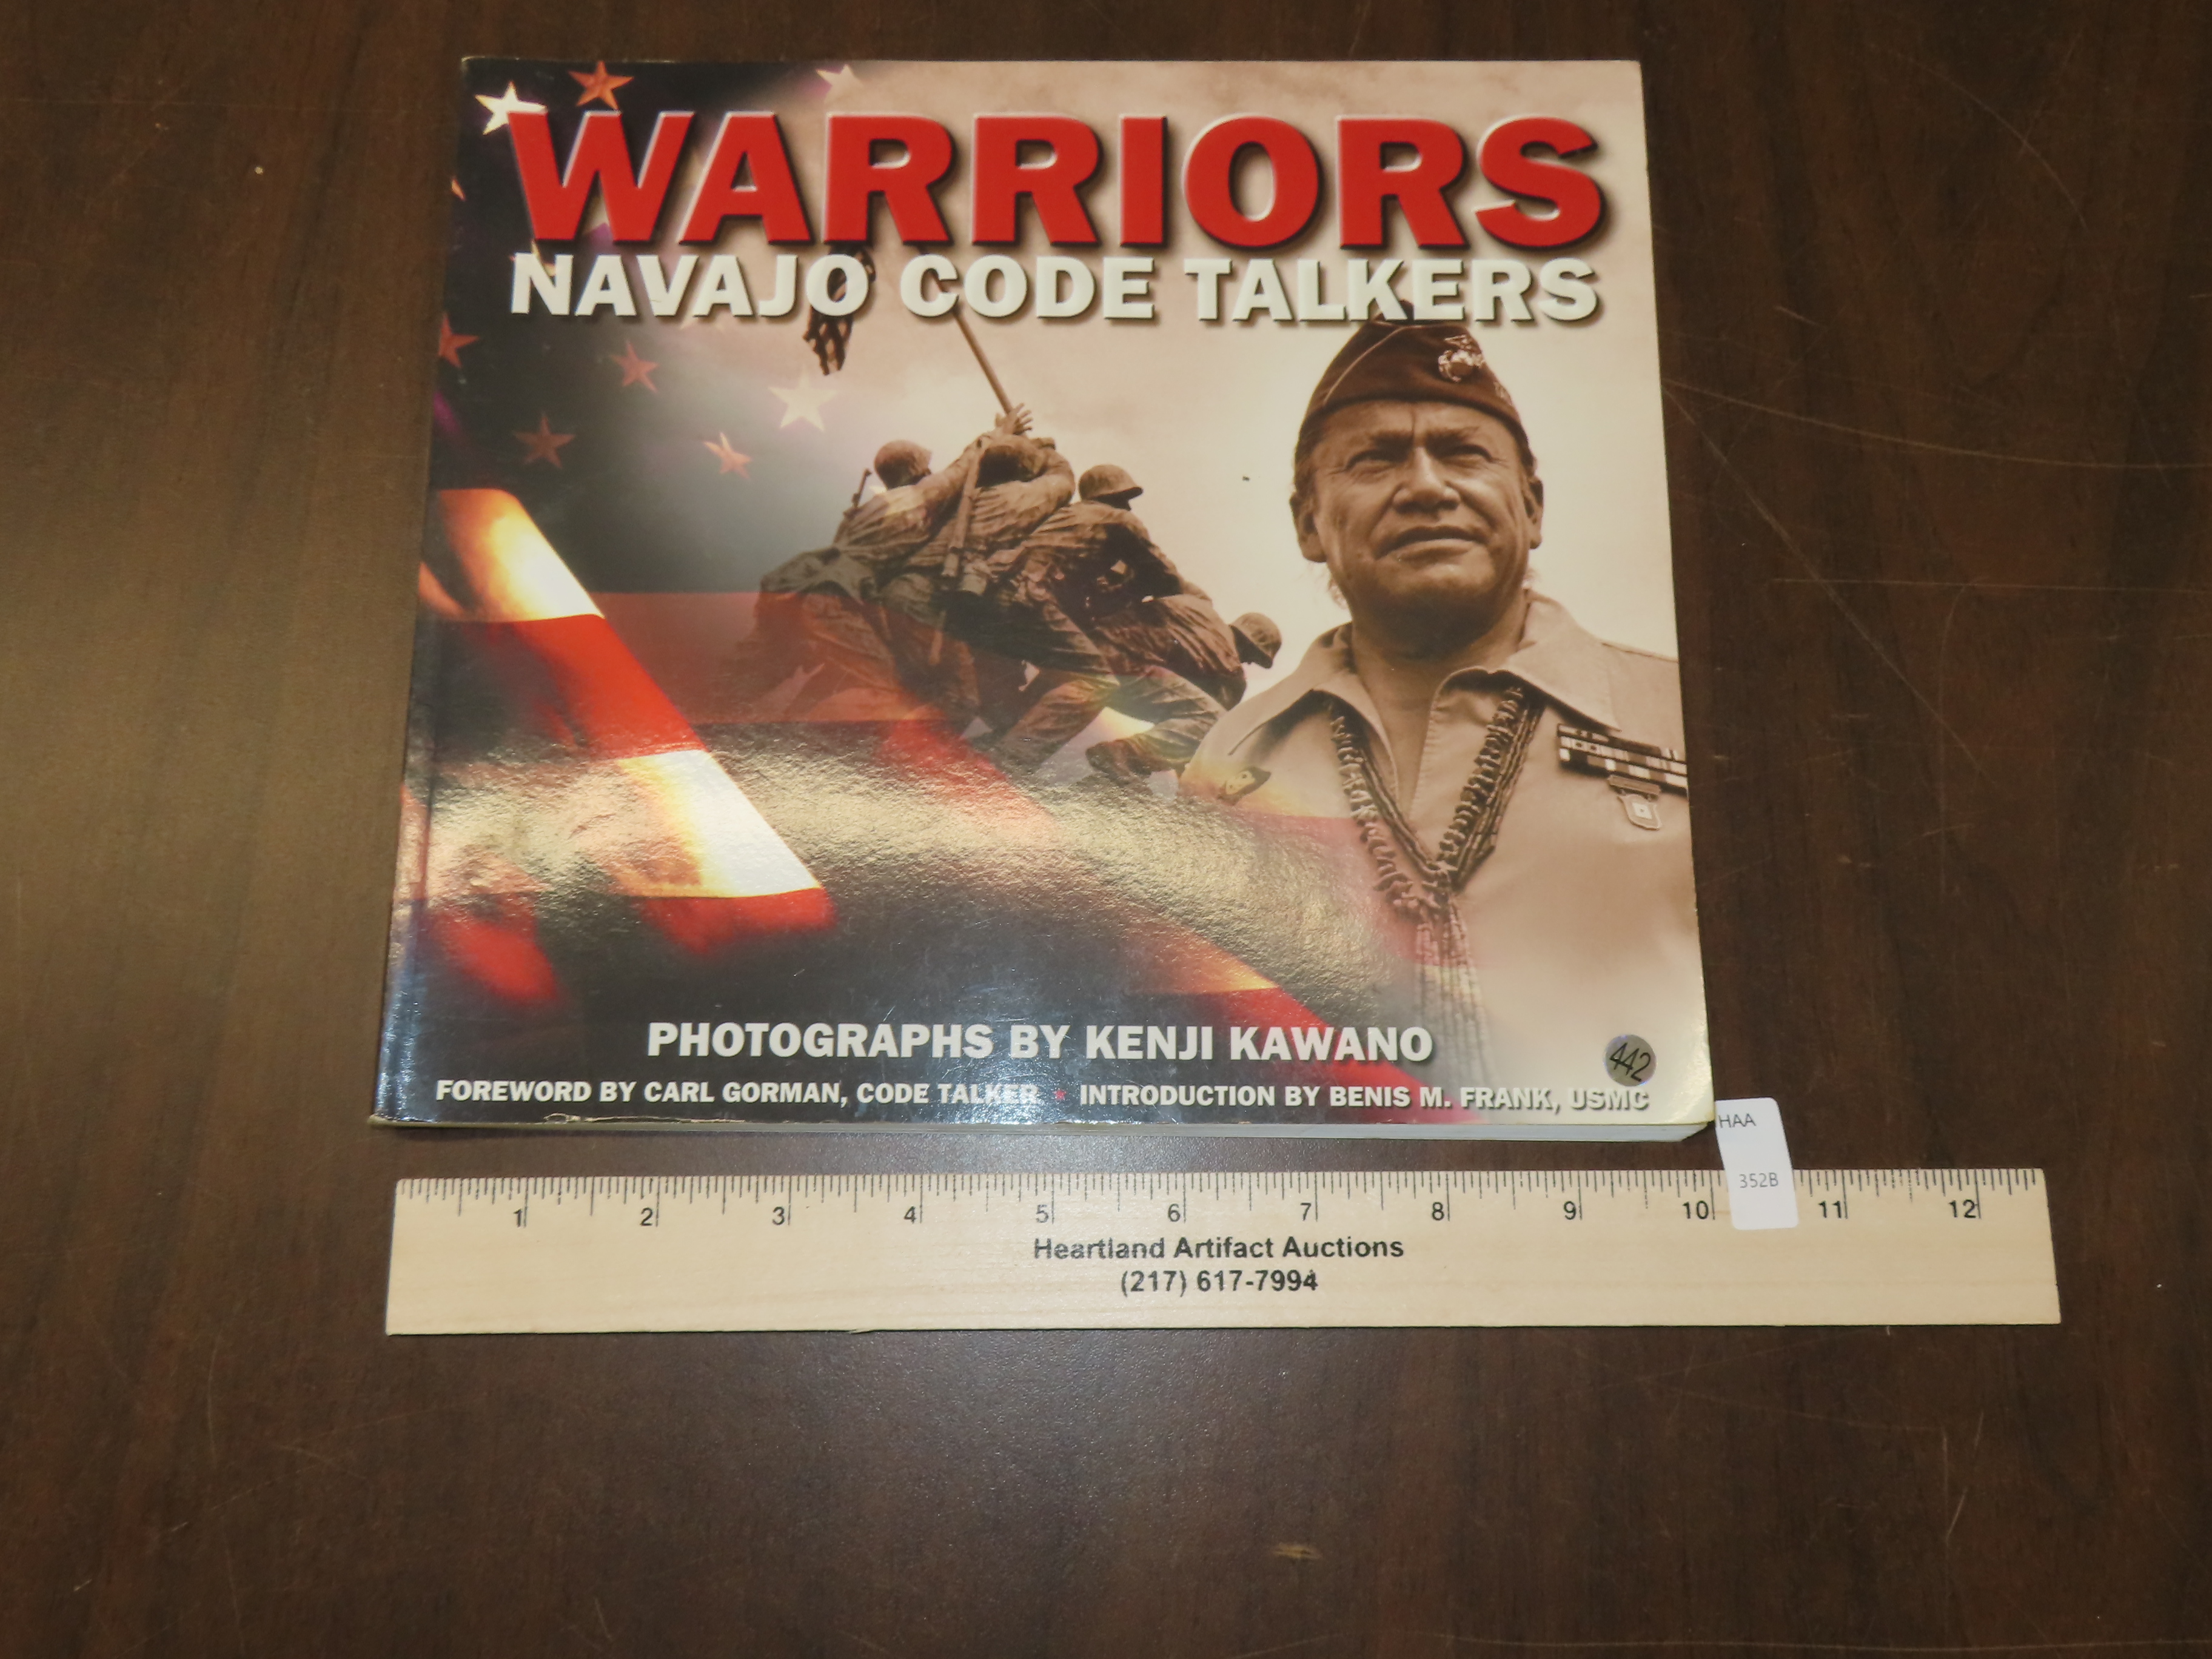 WARRIORS
NAVAJO CODE TALKERS
PHOTOGRAPHS BY KENJI KAWANO
442
FOREWORD BY CARL GORMAN, CODE TALKER * INTRODUCTION BY BENIS M. FRANK, USMC
HAA
352B
1 2 3 4 5 6 7 8 9 10 11 12
Heartland Artifact Auctions
(217) 617-7994